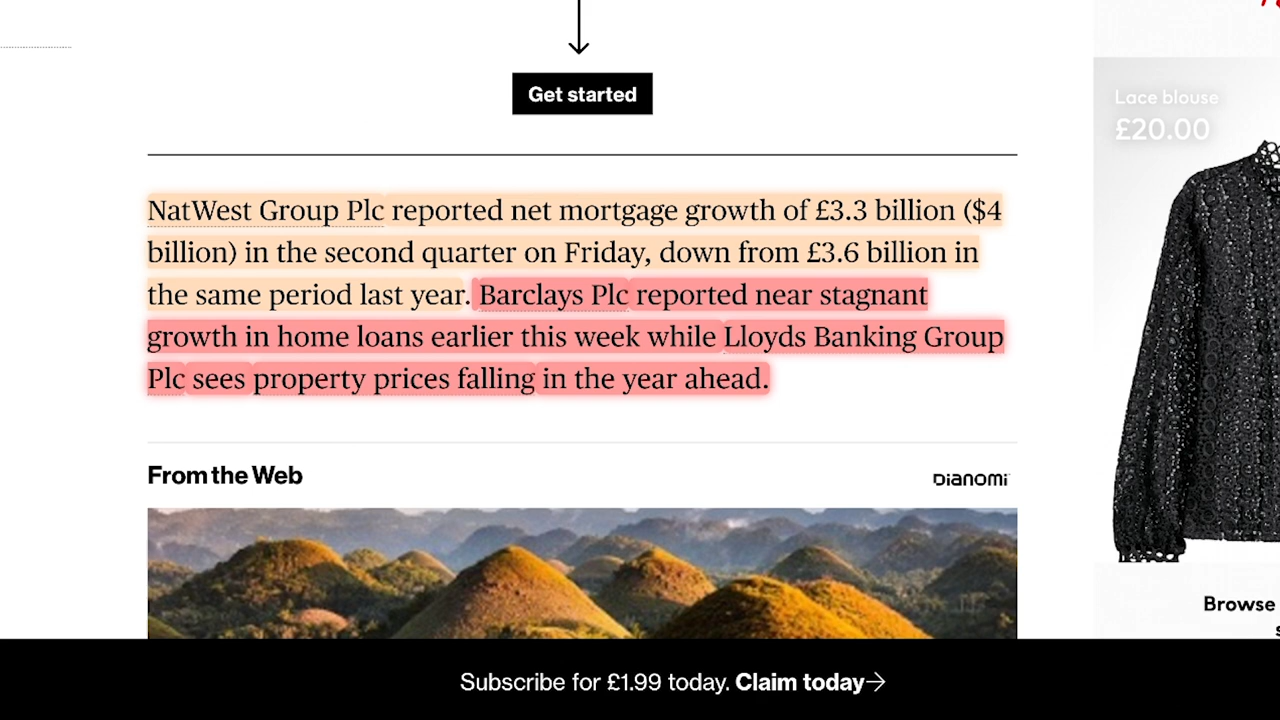 Get started
Lace blouse
£20.00
NatWest Group Plc reported net mortgage growth of £3.3 billion ($4
billion) in the second quarter on Friday, down from £3.6 billion in
the same period last year. Barclays Plc reported near stagnant
growth in home loans earlier this week while Lloyds Banking Group
Plc sees property prices falling in the year ahead.
From the Web
Dianomi
Browse
Subscribe for £1.99 today. Claim today→